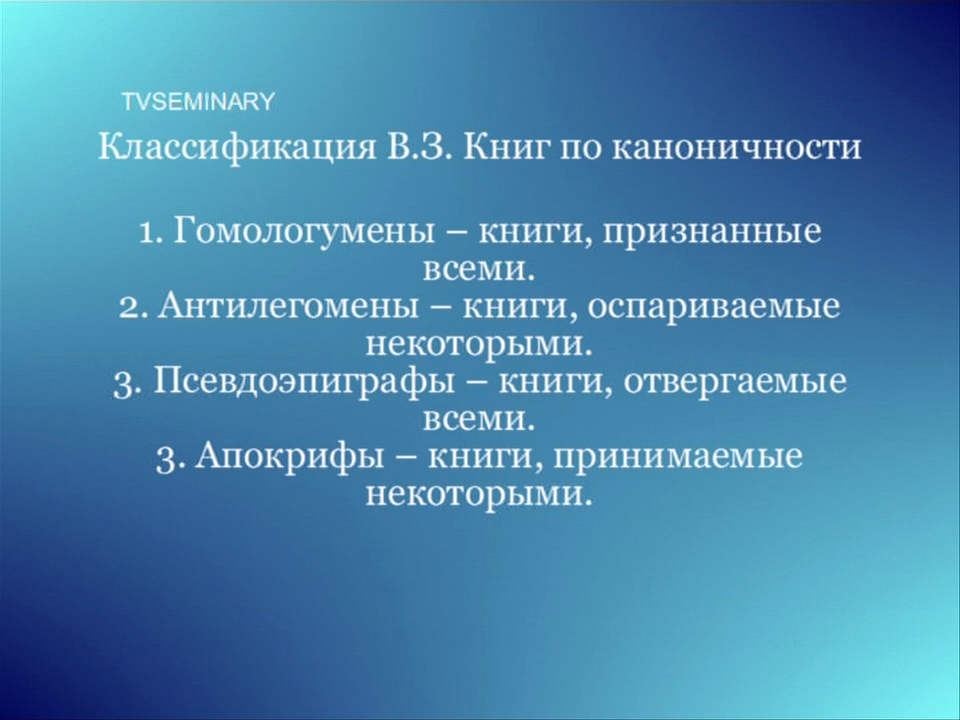 TVSEMINARY
Классификация В.З. Книг по каноничности
1. Гомологумены – книги, признанные
всеми.
2. Антилегомены – книги, оспариваемые
некоторыми.
3. Псевдоэпиграфы – книги, отвергаемые
всеми.
3. Апокрифы – книги, принимаемые
некоторыми.